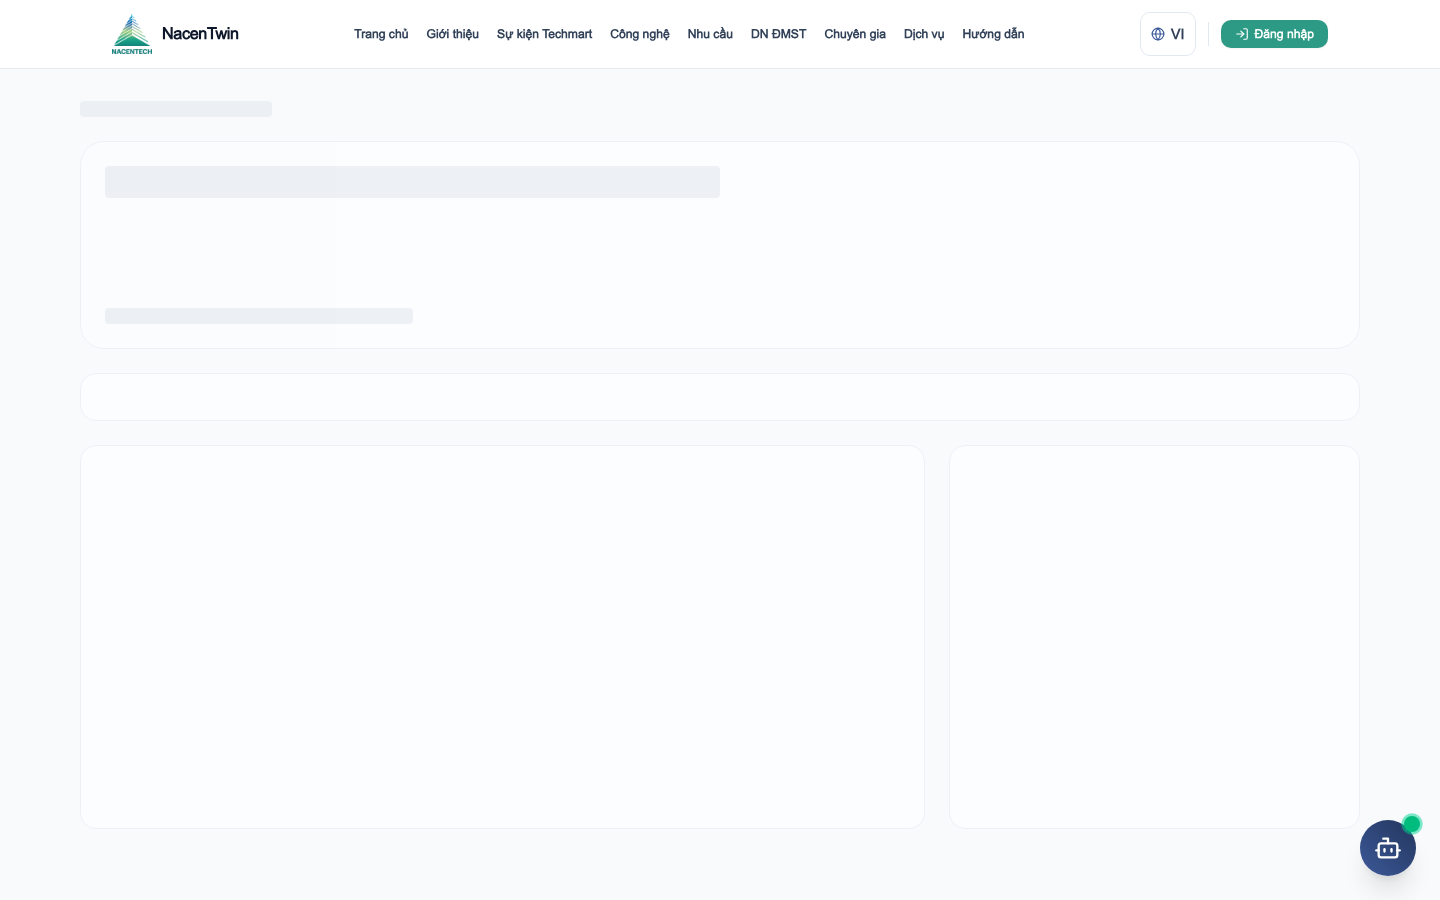 NACENTECH
NacenTwin
Trang chủ
Giới thiệu
Sự kiện Techmart
Công nghệ
Nhu cầu
DN ĐMST
Chuyên gia
Dịch vụ
Hướng dẫn
VI
Đăng nhập